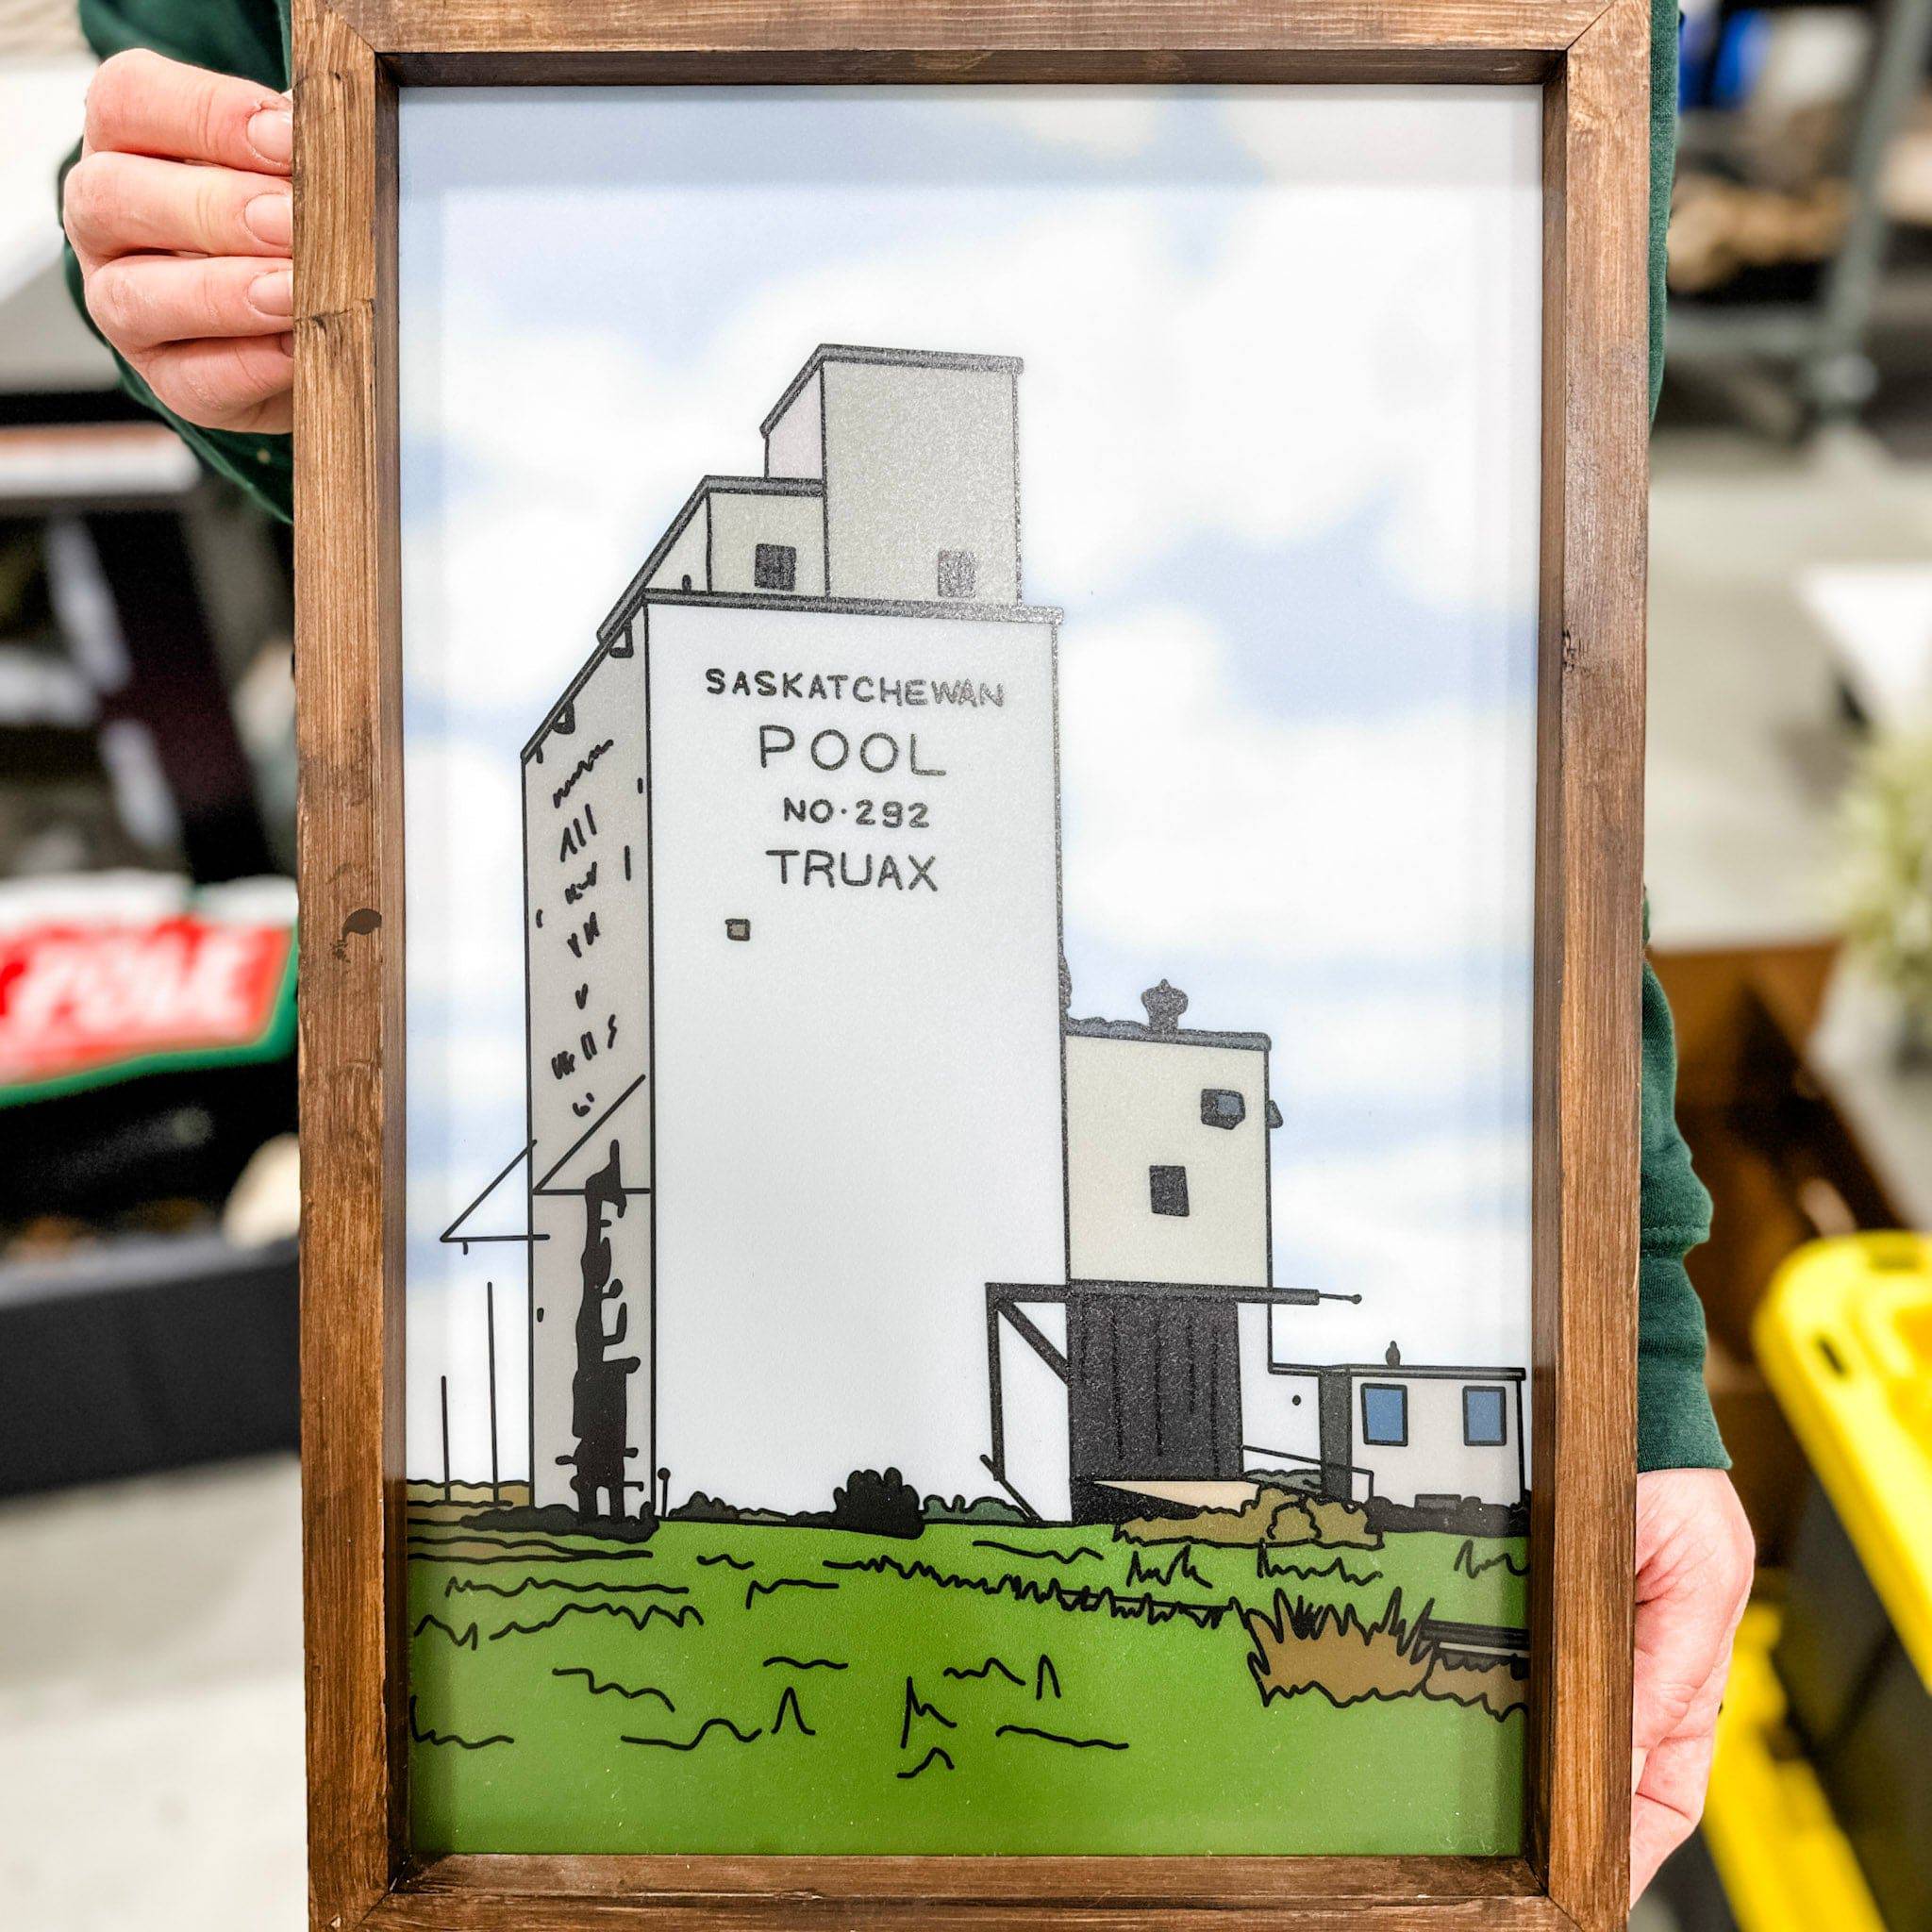 SASKATCHEWAN
POOL
NO·292
TRUAX